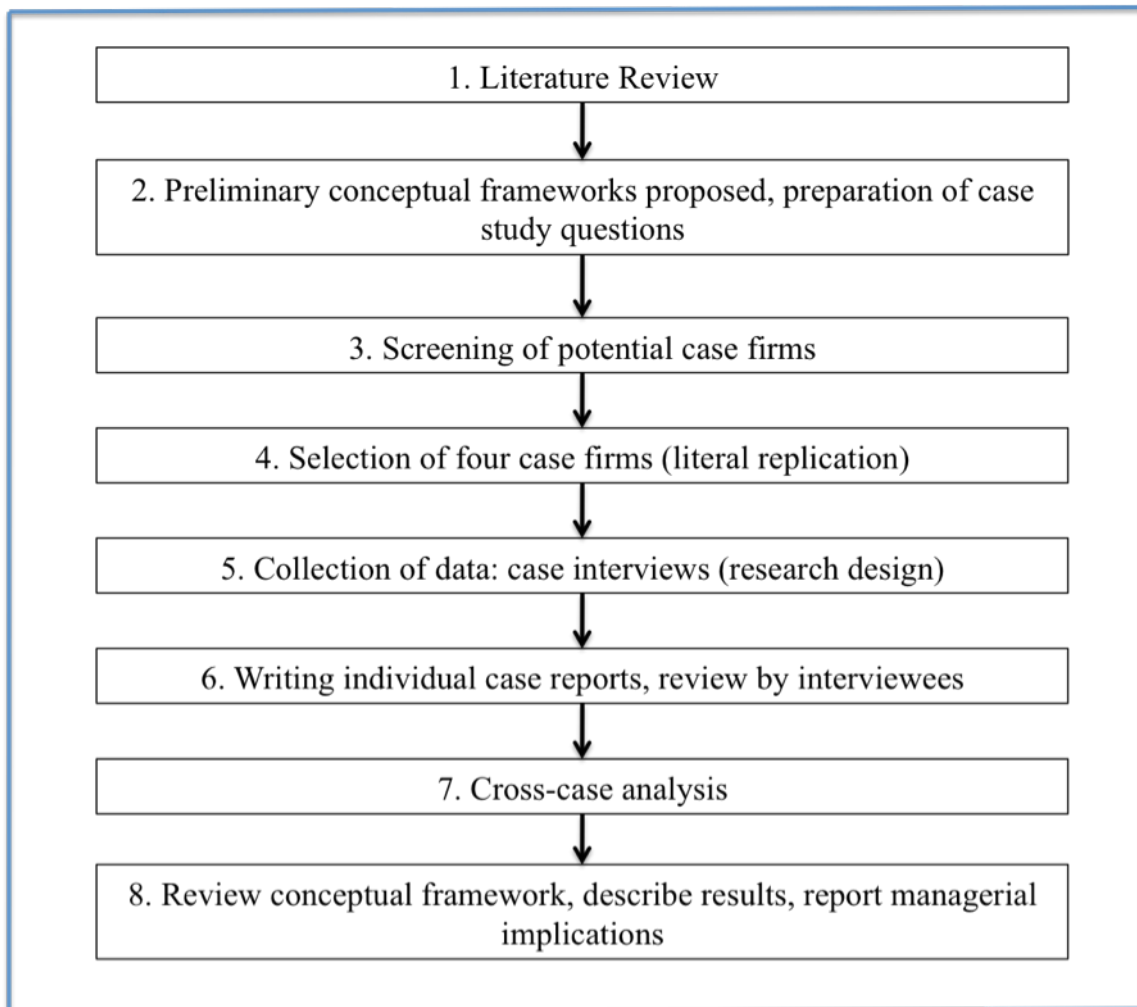 1. Literature Review
2. Preliminary conceptual frameworks proposed, preparation of case
study questions
3. Screening of potential case firms
4. Selection of four case firms (literal replication)
5. Collection of data: case interviews (research design)
6. Writing individual case reports, review by interviewees
7. Cross-case analysis
8. Review conceptual framework, describe results, report managerial
implications